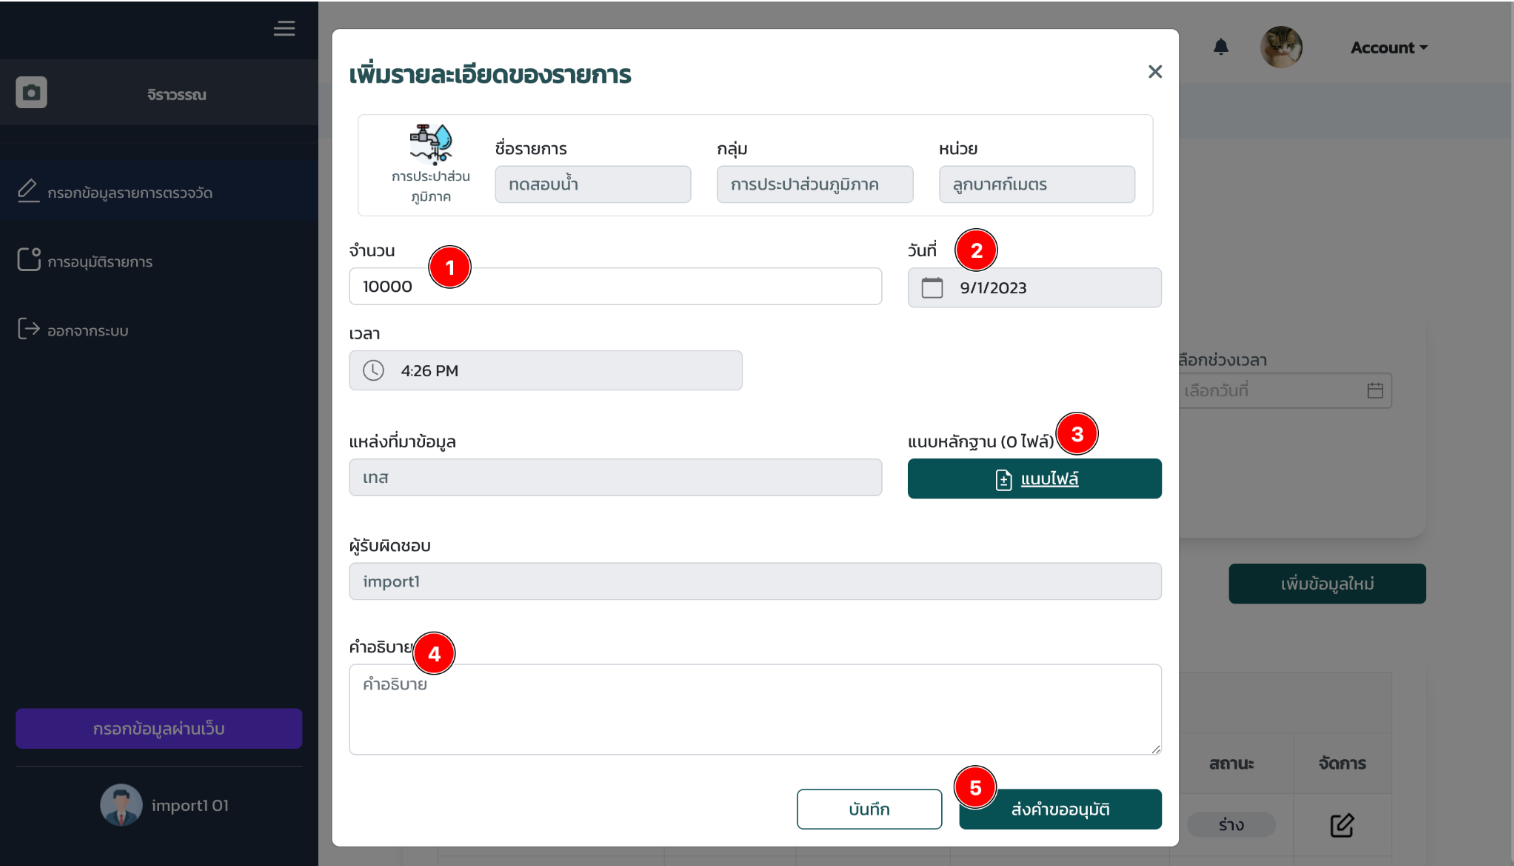 จิราวรรณ
กรอกข้อมูลรายการตรวจวัด
การอนุมัติรายการ
ออกจากระบบ
กรอกข้อมูลผ่านเว็บ
import1 01
Account
เพิ่มรายละเอียดของรายการ
การประปาส่วน
ภูมิภาค
ชื่อรายการ
ทดสอบน้ำ
กลุ่ม
การประปาส่วนภูมิภาค
หน่วย
ลูกบาศก์เมตร
จำนวน
1
10000
วันที่
2
9/1/2023
เวลา
4:26 PM
แหล่งที่มาข้อมูล
เทส
แนบหลักฐาน (0 ไฟล์)
3
แนบไฟล์
ผู้รับผิดชอบ
import1
คำอธิบาย
4
คำอธิบาย
บันทึก
5
ส่งคำขออนุมัติ
ลือกช่วงเวลา
เลือกวันที่
เพิ่มข้อมูลใหม่
สถานะ
จัดการ
ร่าง